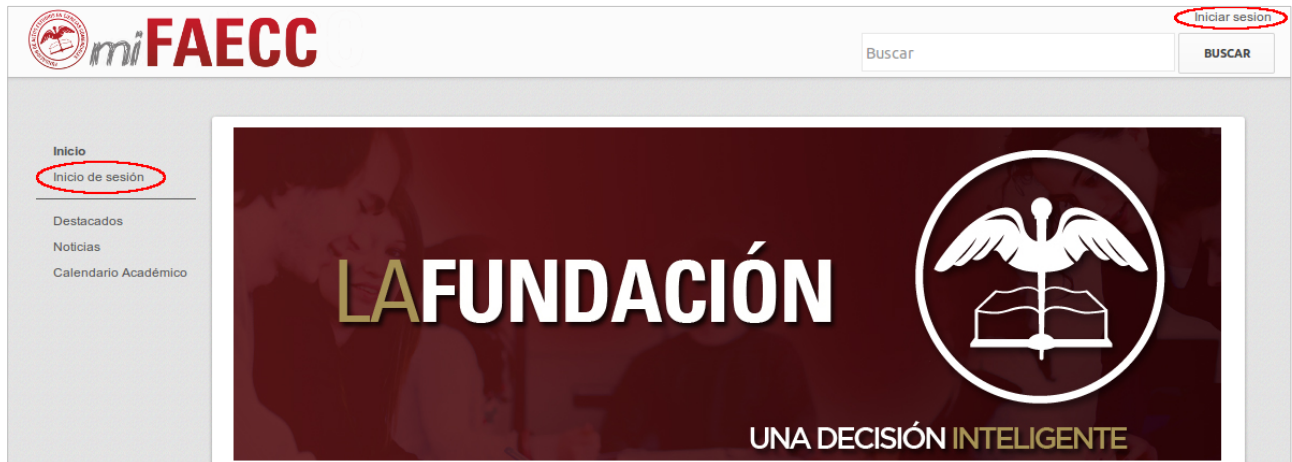 Iniciar sesion
miFAECC
Buscar
BUSCAR
Inicio
Inicio de sesión
Destacados
Noticias
Calendario Académico
LAFUNDACIÓN
UNA DECISIÓN INTELIGENTE